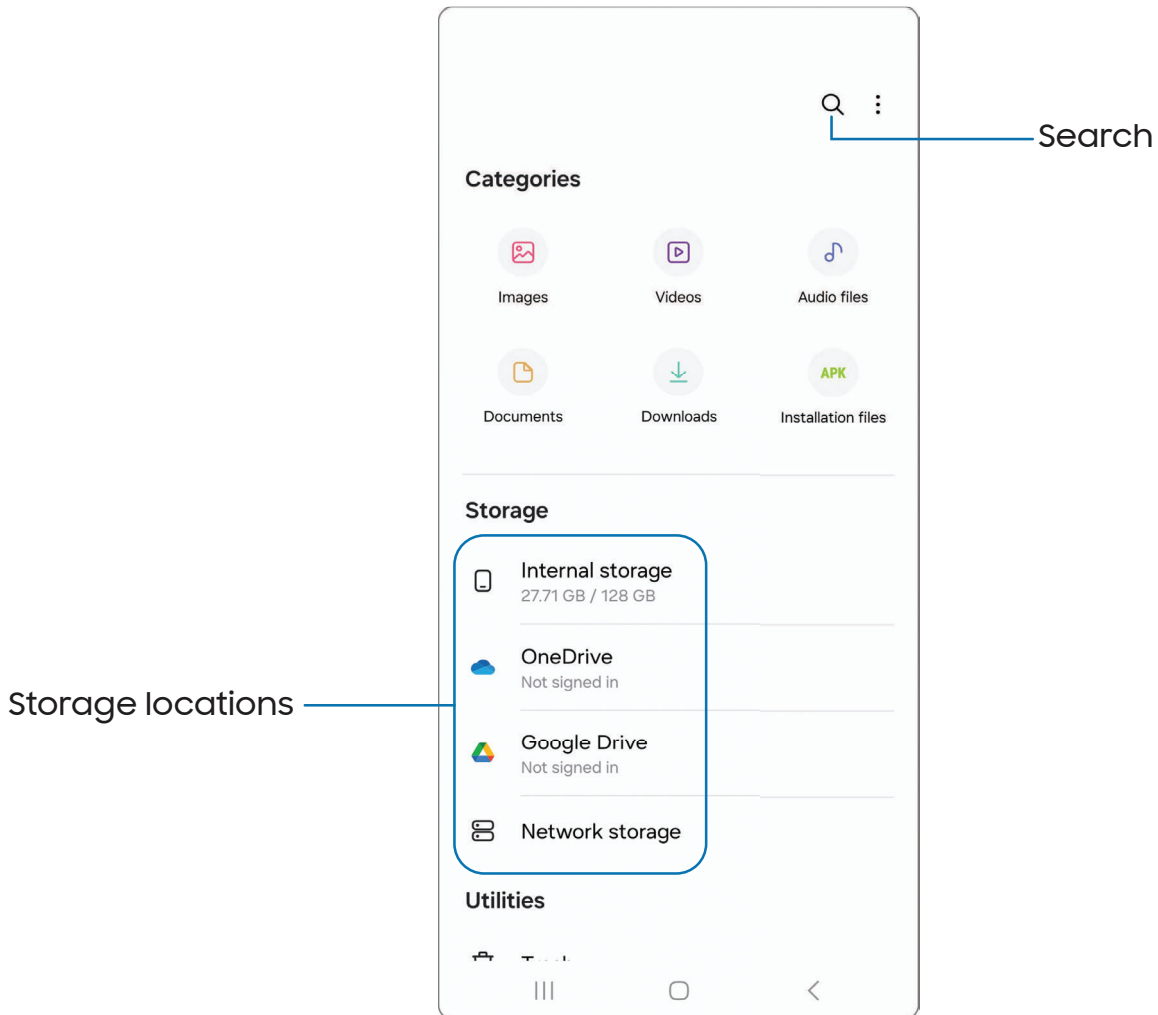 Search
Categories
Images
Videos
Audio files
APK
Documents
Downloads
Installation files
Storage
Internal storage
27.71 GB / 128 GB
OneDrive
Not signed in
Storage locations
Google Drive
Not signed in
Network storage
Utilities